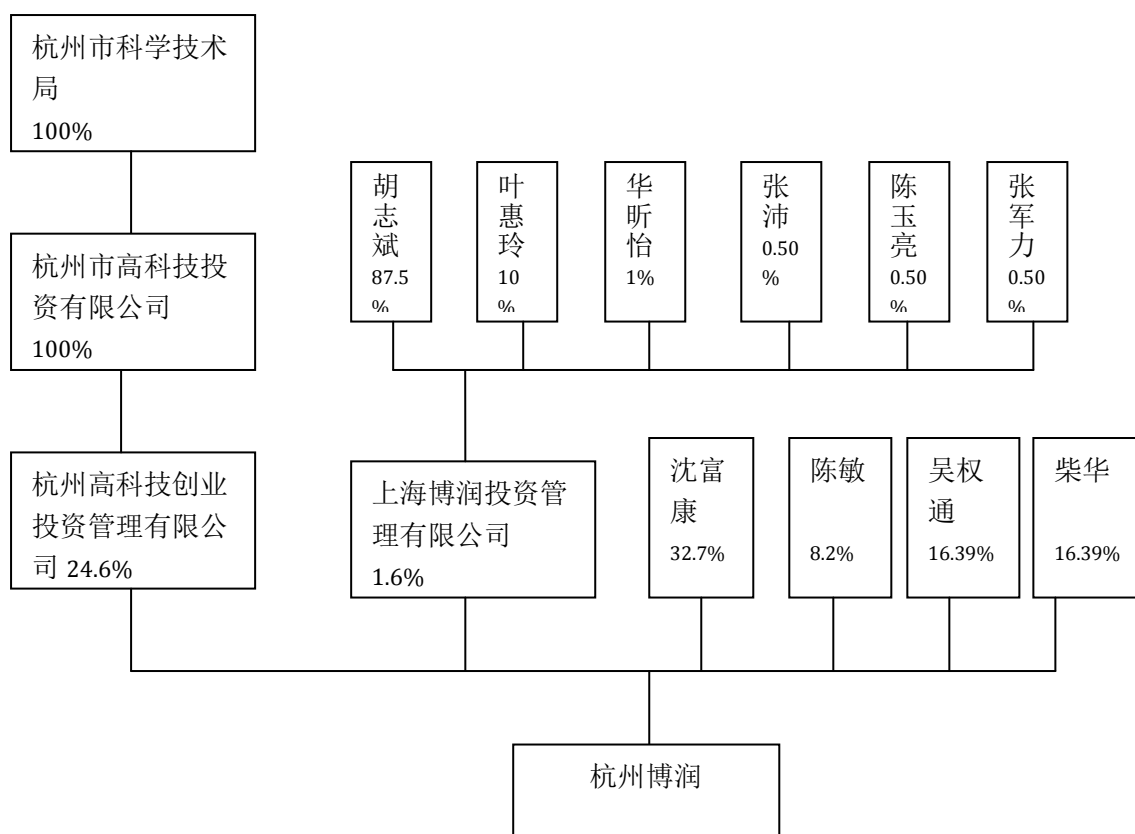 杭州市科学技术
局
100%
胡
志
斌
87.5
%
叶
惠
玲
10
%
华
昕
怡
1%
张
沛
0.50
%
陈
玉
亮
0.50
%
张
军
力
0.50
%
杭州市高科技投
资有限公司
100%
杭州高科技创业
投资管理有限公
司 24.6%
上海博润投资管
理有限公司
1.6%
沈富
康
32.7%
陈敏
8.2%
吴权
通
16.39%
柴华
16.39%
杭州博润